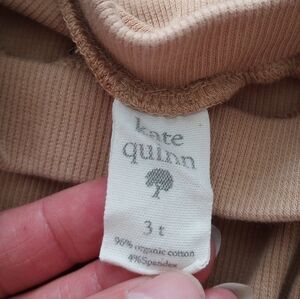 kate
quinn
3 t
96% organic cotton
4%Spandex